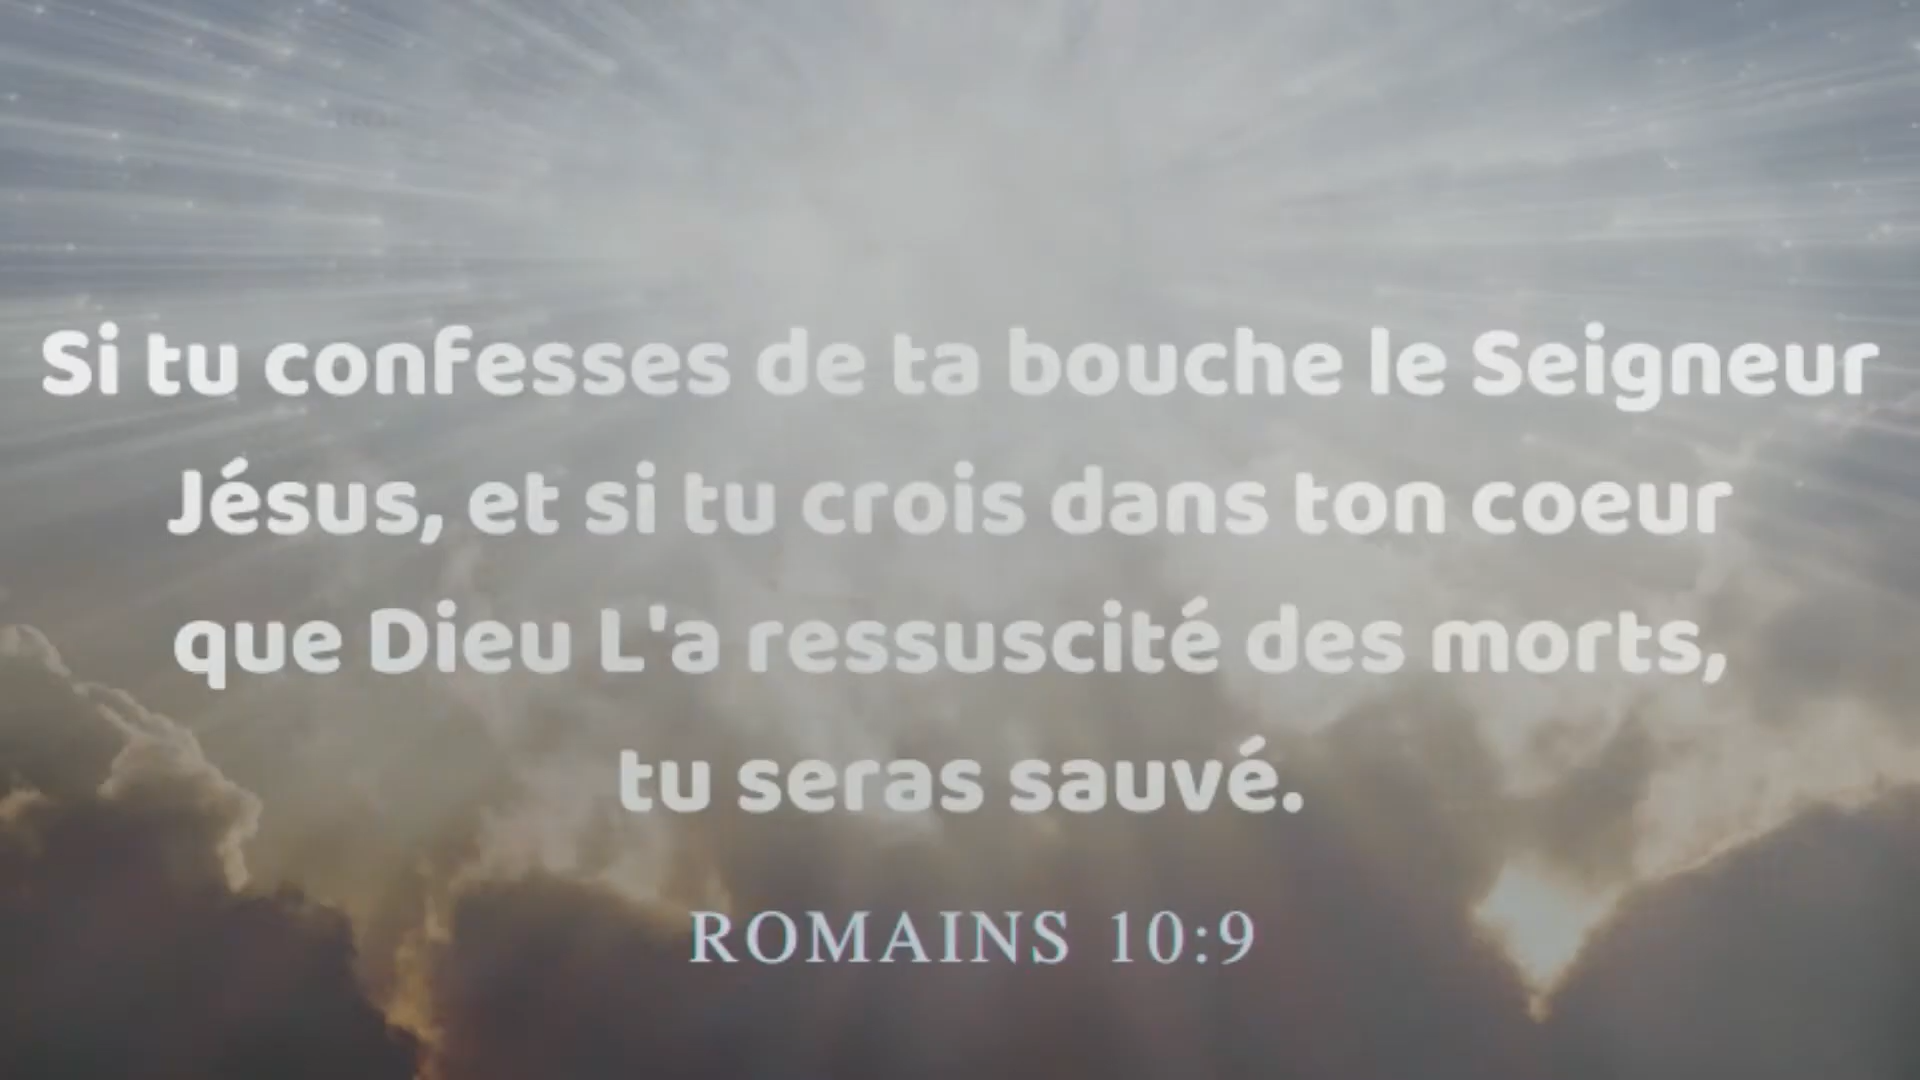 Si tu confesses de ta bouche le Seigneur
Jésus, et si tu crois dans ton coeur
que Dieu L'a ressuscité des morts,
tu seras sauvé.
ROMAINS 10:9